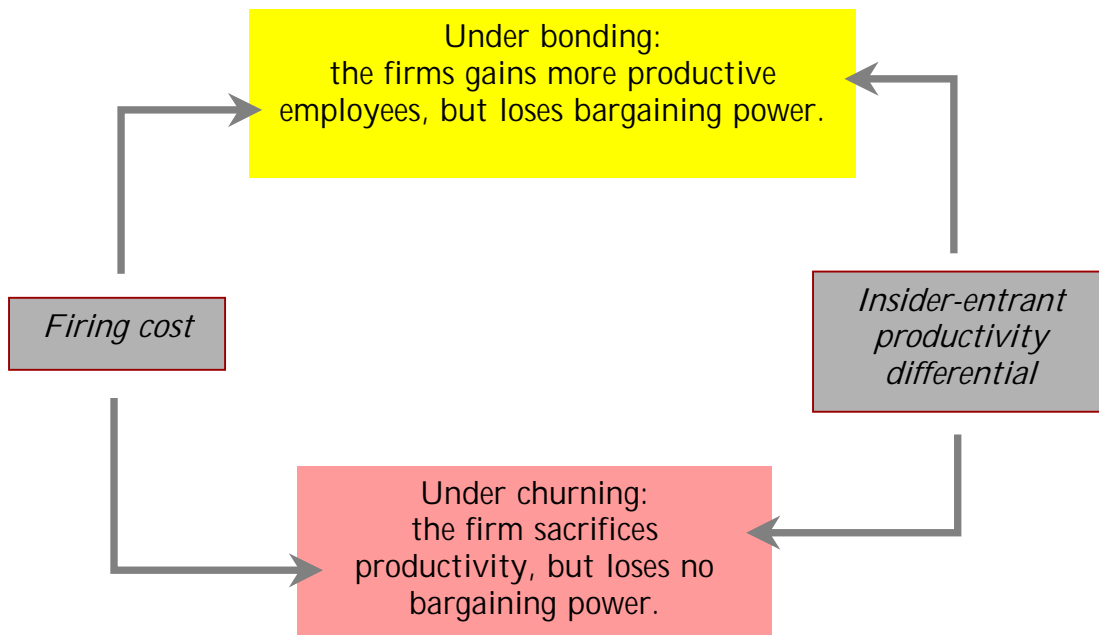 Under bonding:
the firms gains more productive
employees, but loses bargaining power.
Firing cost
Insider-entrant
productivity
differential
Under churning:
the firm sacrifices
productivity, but loses no
bargaining power.